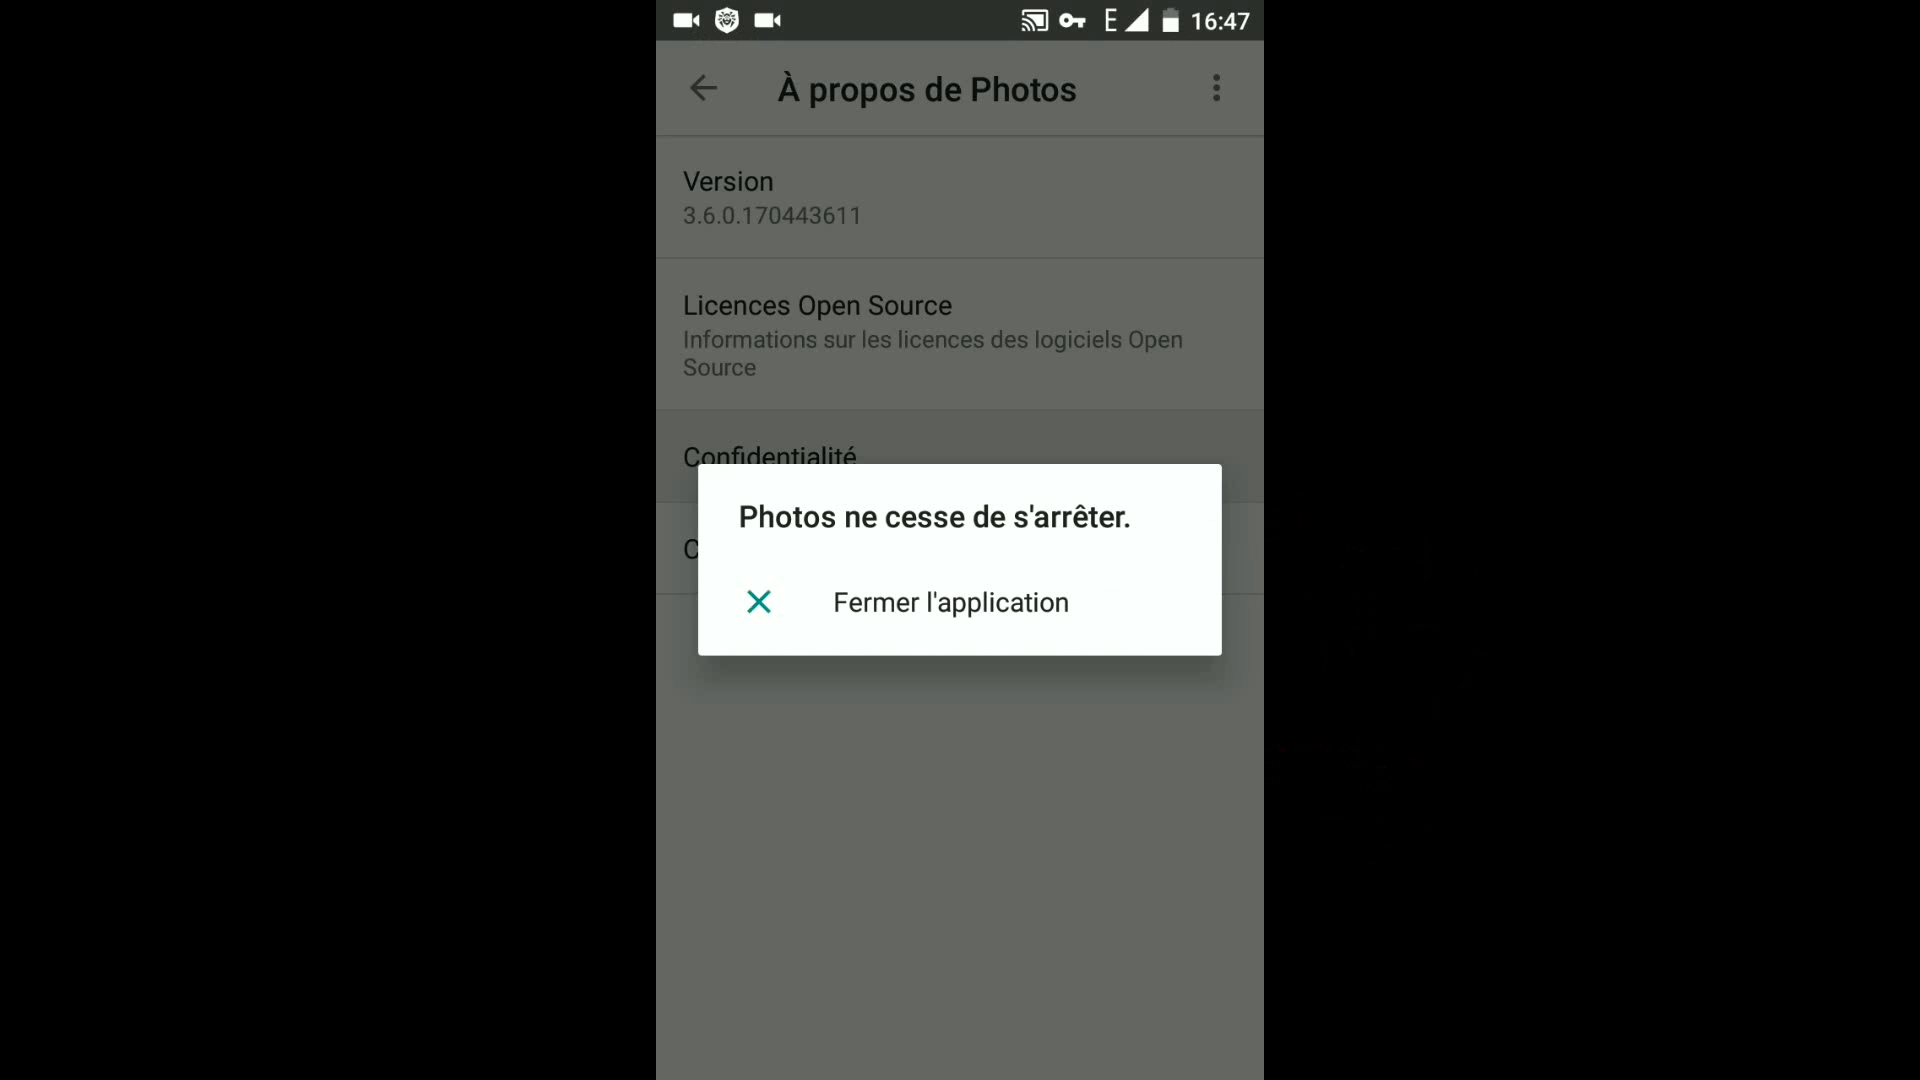 E 16:47
À propos de Photos
Version
3.6.0.170443611
Licences Open Source
Informations sur les licences des logiciels Open
Source
Confidentialité
C
Photos ne cesse de s'arrêter.
Fermer l'application